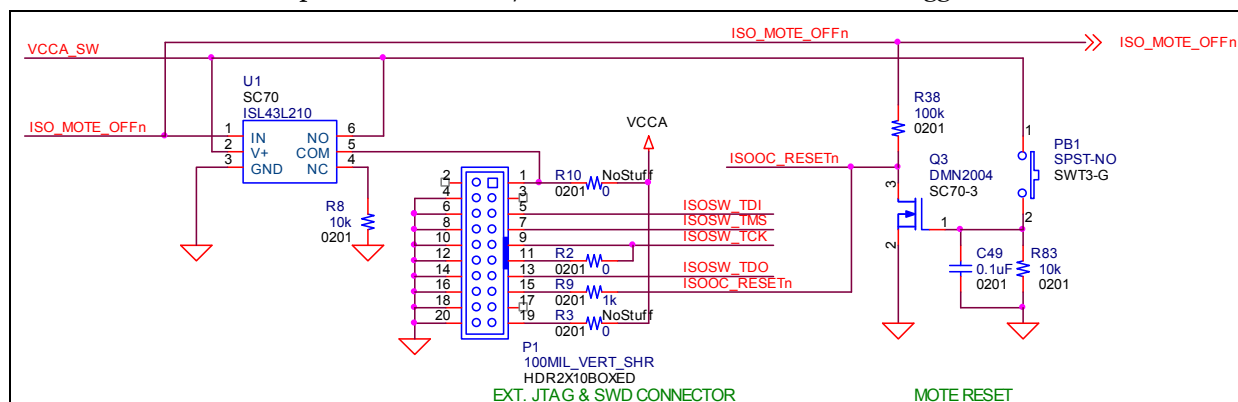 VCCA_SW
ISO_MOTE_OFFn
ISO_MOTE_OFFn
U1
SC70
ISL43L210
ISO_MOTE_OFFn
1 IN NO 6
2 V+ COM 5
3 GND NC 4
R8
10k
0201
VCCA
R10 NoStuff
0201 0
2 1
4 3
6 5 ISOSW_TDI
8 7 ISOSW_TMS
10 9 ISOSW_TCK
12 11 R2
0201 0
14 13 ISOSW_TDO
16 15 R9 ISOOC_RESETn
0201 1k
18 17
20 19 R3 NoStuff
0201 0
P1
100MIL_VERT_SHR
HDR2X10BOXED
EXT. JTAG & SWD CONNECTOR
R38
100k
0201
ISOOC_RESETn
Q3
DMN2004
SC70-3
3
1
2
PB1
SPST-NO
SWT3-G
1
2
C49
0.1uF
0201
R83
10k
0201
MOTE RESET